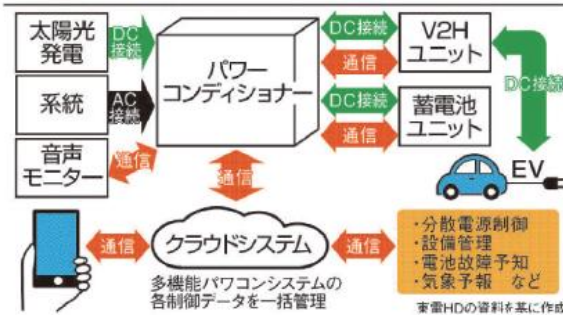 太陽光
発電
DC
接続
系統
AC
接続
音声
モニター
通信
パワー
コンディショナー
DC接続
通信
V2H
ユニット
DC接続
通信
蓄電池
ユニット
DC接続
EV
通信
通信
クラウドシステム
通信
多機能パワコンシステムの
各制御データを一括管理
・分散電源制御
・設備管理
・電池故障予知
・気象予報 など
東電HDの資料を基に作成